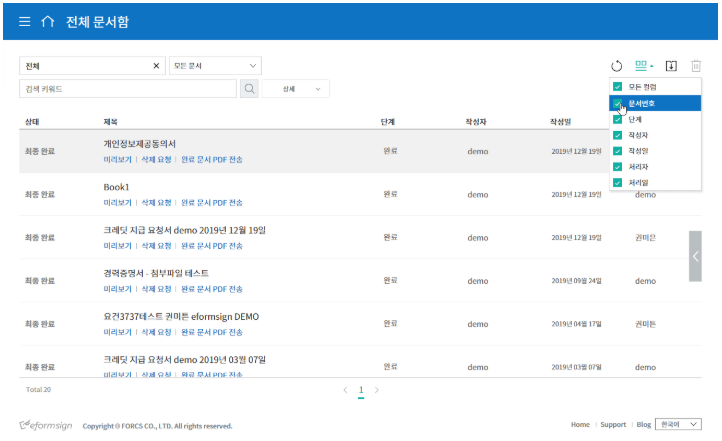 전체 문서함
전체 × 모든 문서
검색 키워드 상세
모든 컬럼
문서번호
단계
작성자
작성일
처리자
처리일
상태 제목 단계 작성자 작성일
최종 완료 개인정보제공동의서 완료 demo 2019년 12월 19일
미리보기 | 삭제 요청 | 완료 문서 PDF 전송
최종 완료 Book1 완료 demo 2019년 12월 19일 demo
미리보기 | 삭제 요청 | 완료 문서 PDF 전송
최종 완료 크레딧 지급 요청서 demo 2019년 12월 19일 완료 demo 2019년 12월 19일 권미은
미리보기 | 삭제 요청 | 완료 문서 PDF 전송
최종 완료 경력증명서 - 첨부파일 테스트 완료 demo 2019년 09월 24일 demo
미리보기 | 삭제 요청 | 완료 문서 PDF 전송
최종 완료 요건3737테스트 권미튼 eformsign DEMO 완료 demo 2019년 04월 17일 권미튼
미리보기 | 삭제 요청 | 완료 문서 PDF 전송
최종 완료 크레딧 지급 요청서 demo 2019년 03월 07일 완료 demo 2019년 03월 07일 demo
미리보기 | 삭제 요청 | 완료 문서 PDF 전송
Total 20 < 1 >
eformsign Copyright © FORCS CO., LTD. All rights reserved. Home | Support | Blog 한국어